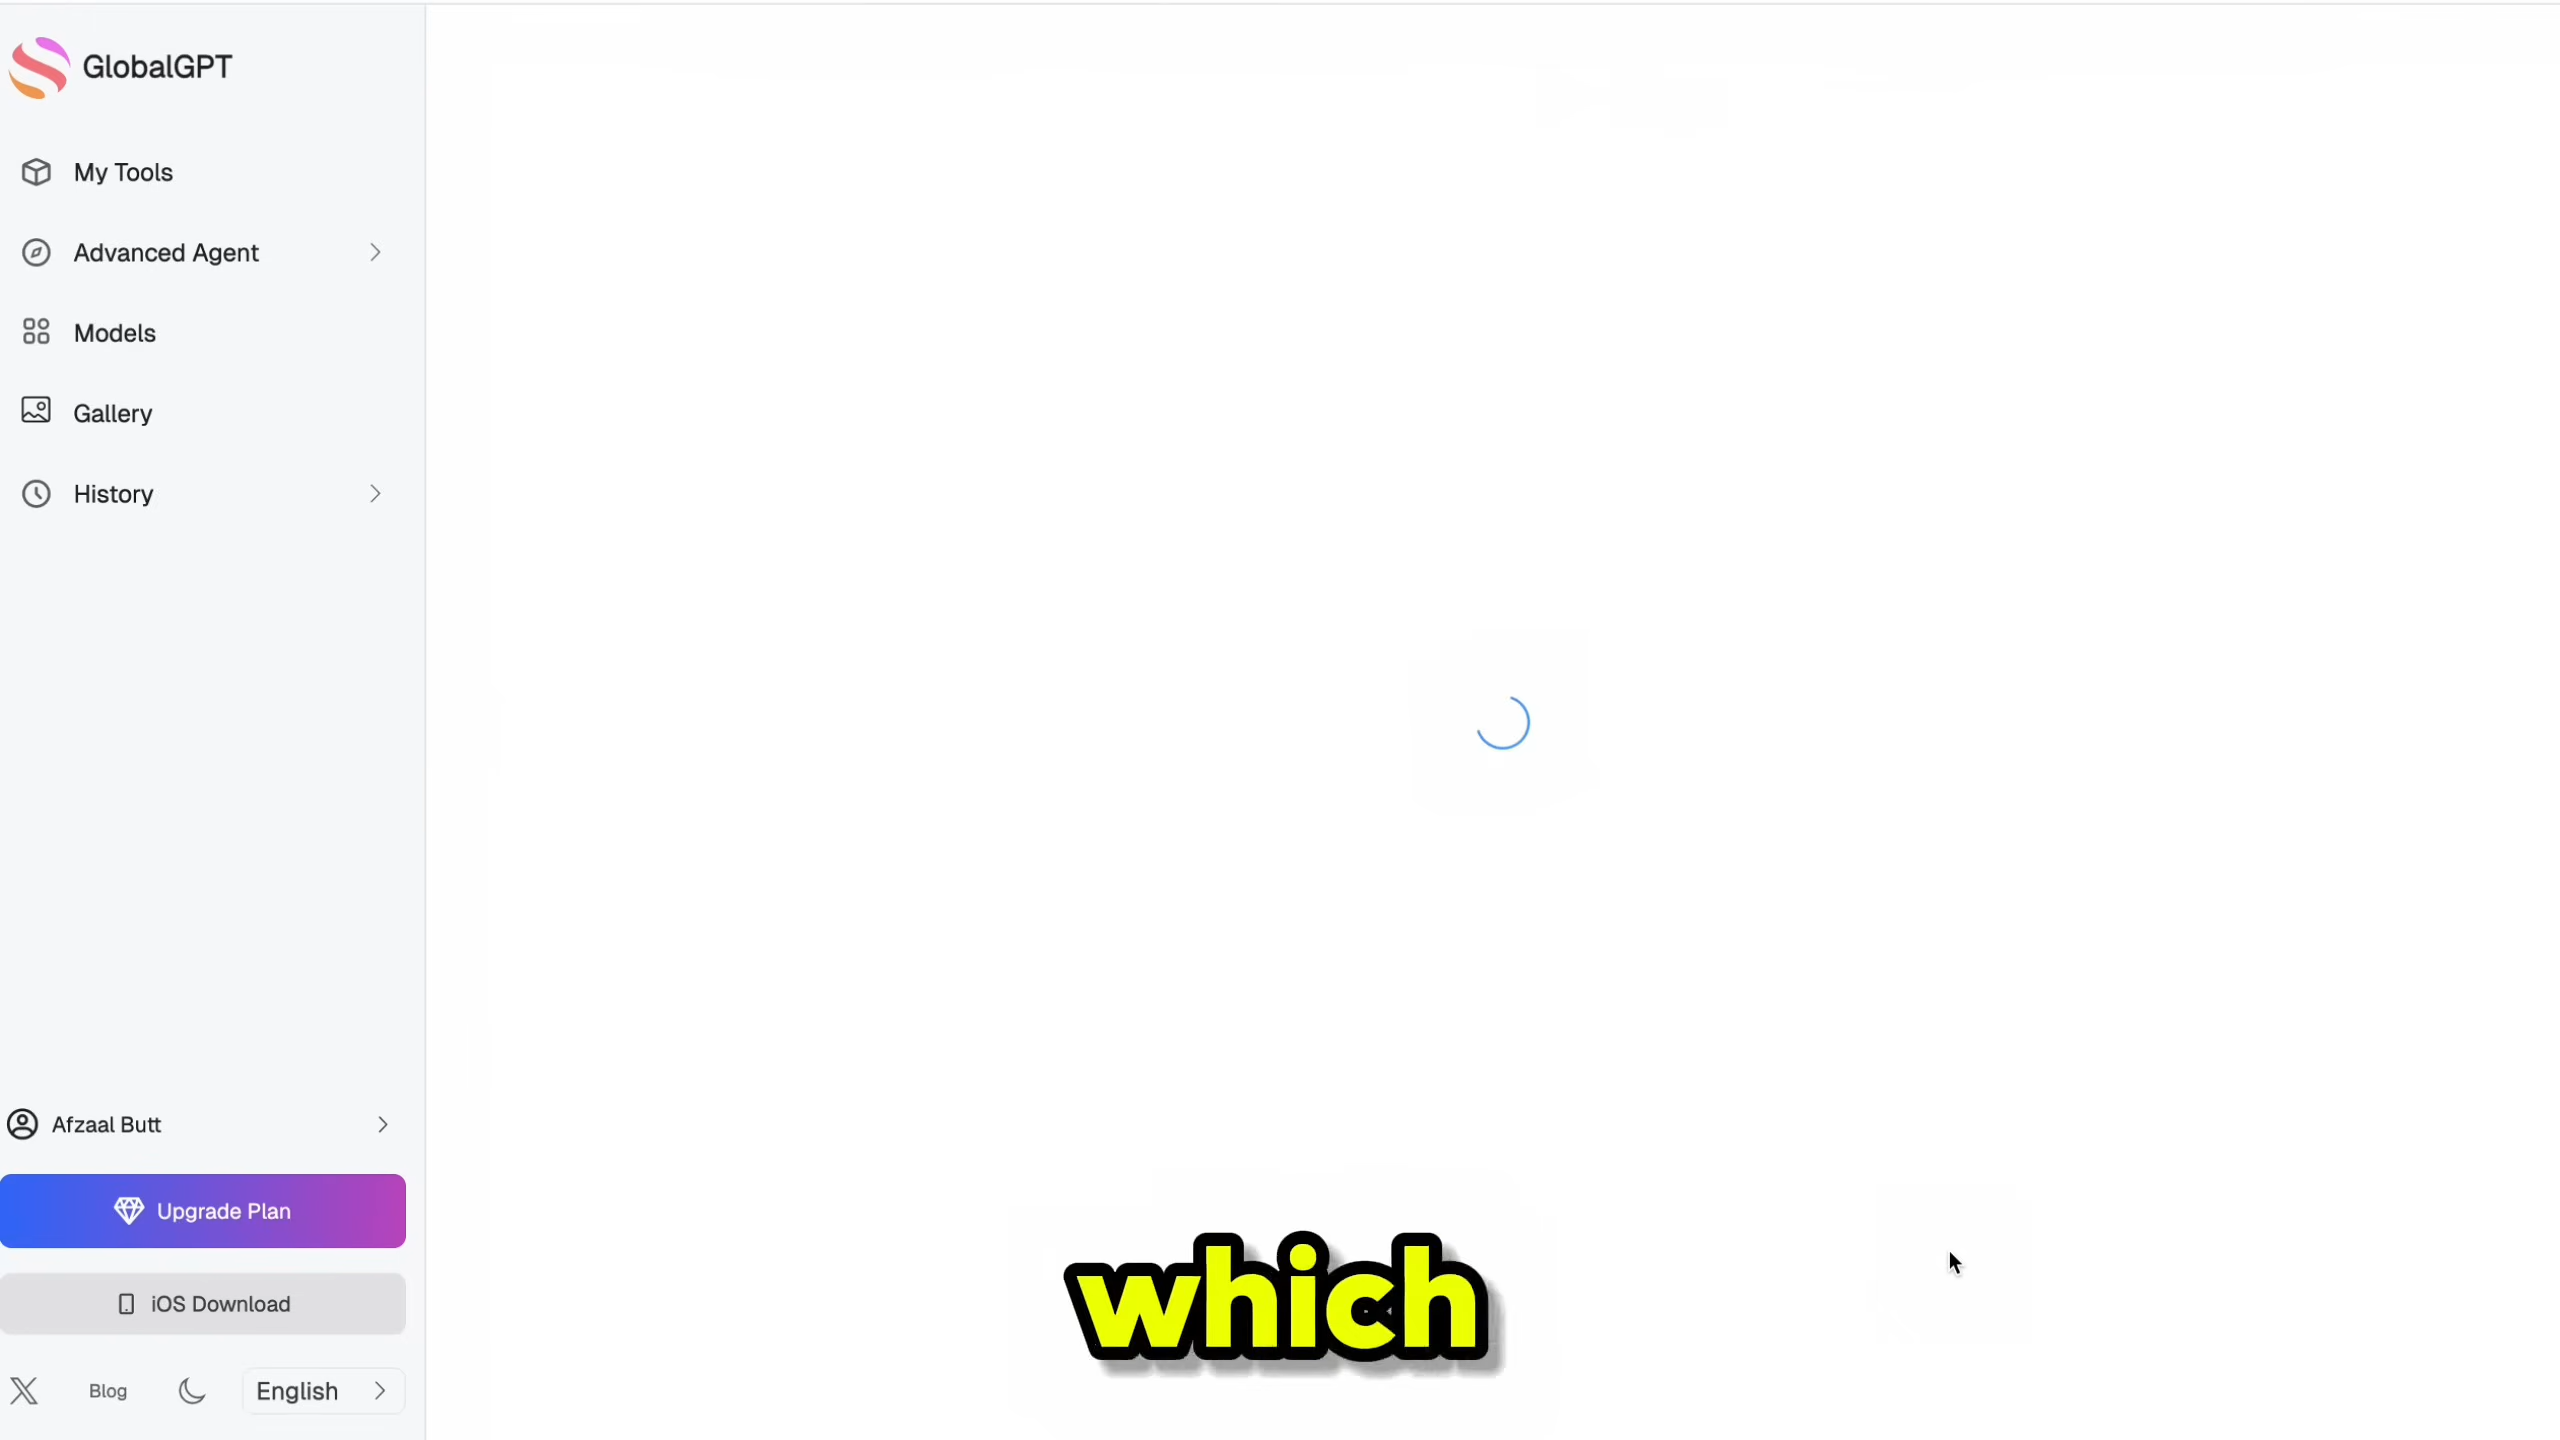 GlobalGPT
My Tools
Advanced Agent
Models
Gallery
History
Afzaal Butt
Upgrade Plan
iOS Download
Blog
English
which